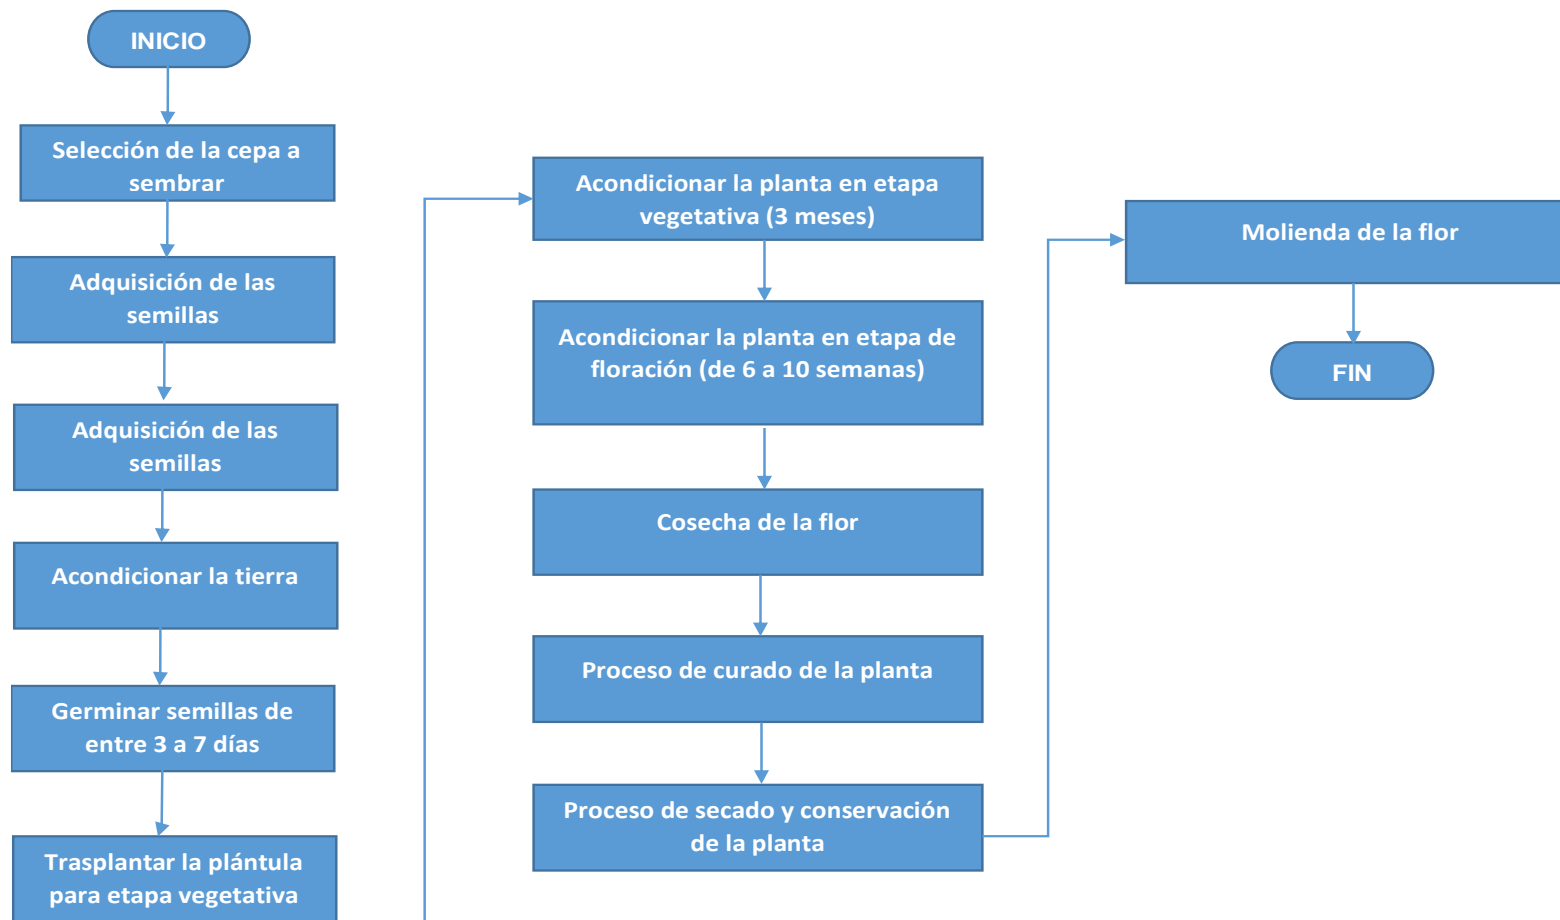 INICIO
Selección de la cepa a
sembrar
Adquisición de las
semillas
Adquisición de las
semillas
Acondicionar la tierra
Germinar semillas de
entre 3 a 7 días
Trasplantar la plántula
para etapa vegetativa
Acondicionar la planta en etapa
vegetativa (3 meses)
Acondicionar la planta en etapa de
floración (de 6 a 10 semanas)
Cosecha de la flor
Proceso de curado de la planta
Proceso de secado y conservación
de la planta
Molienda de la flor
FIN